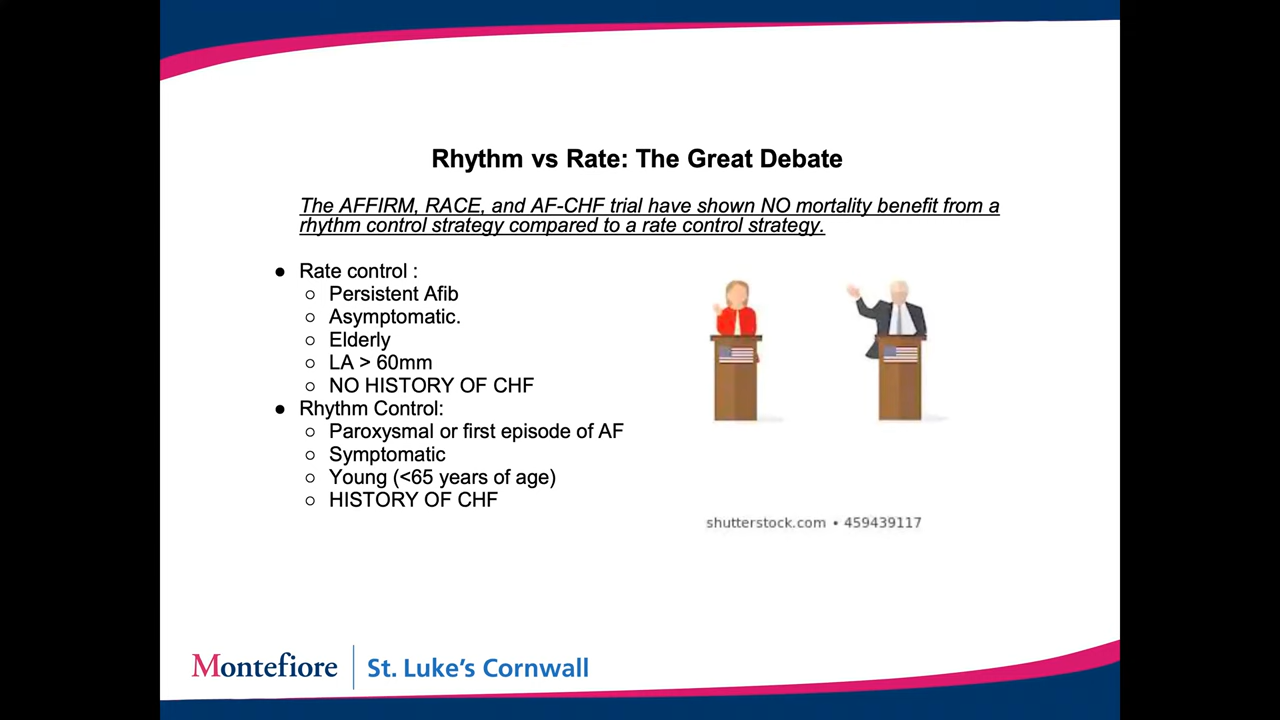 Rhythm vs Rate: The Great Debate
The AFFIRM, RACE, and AF-CHF trial have shown NO mortality benefit from a
rhythm control strategy compared to a rate control strategy.
● Rate control :
○ Persistent Afib
○ Asymptomatic.
○ Elderly
○ LA > 60mm
○ NO HISTORY OF CHF
● Rhythm Control:
○ Paroxysmal or first episode of AF
○ Symptomatic
○ Young (<65 years of age)
○ HISTORY OF CHF
shutterstock.com • 459439117
Montefiore | St. Luke's Cornwall